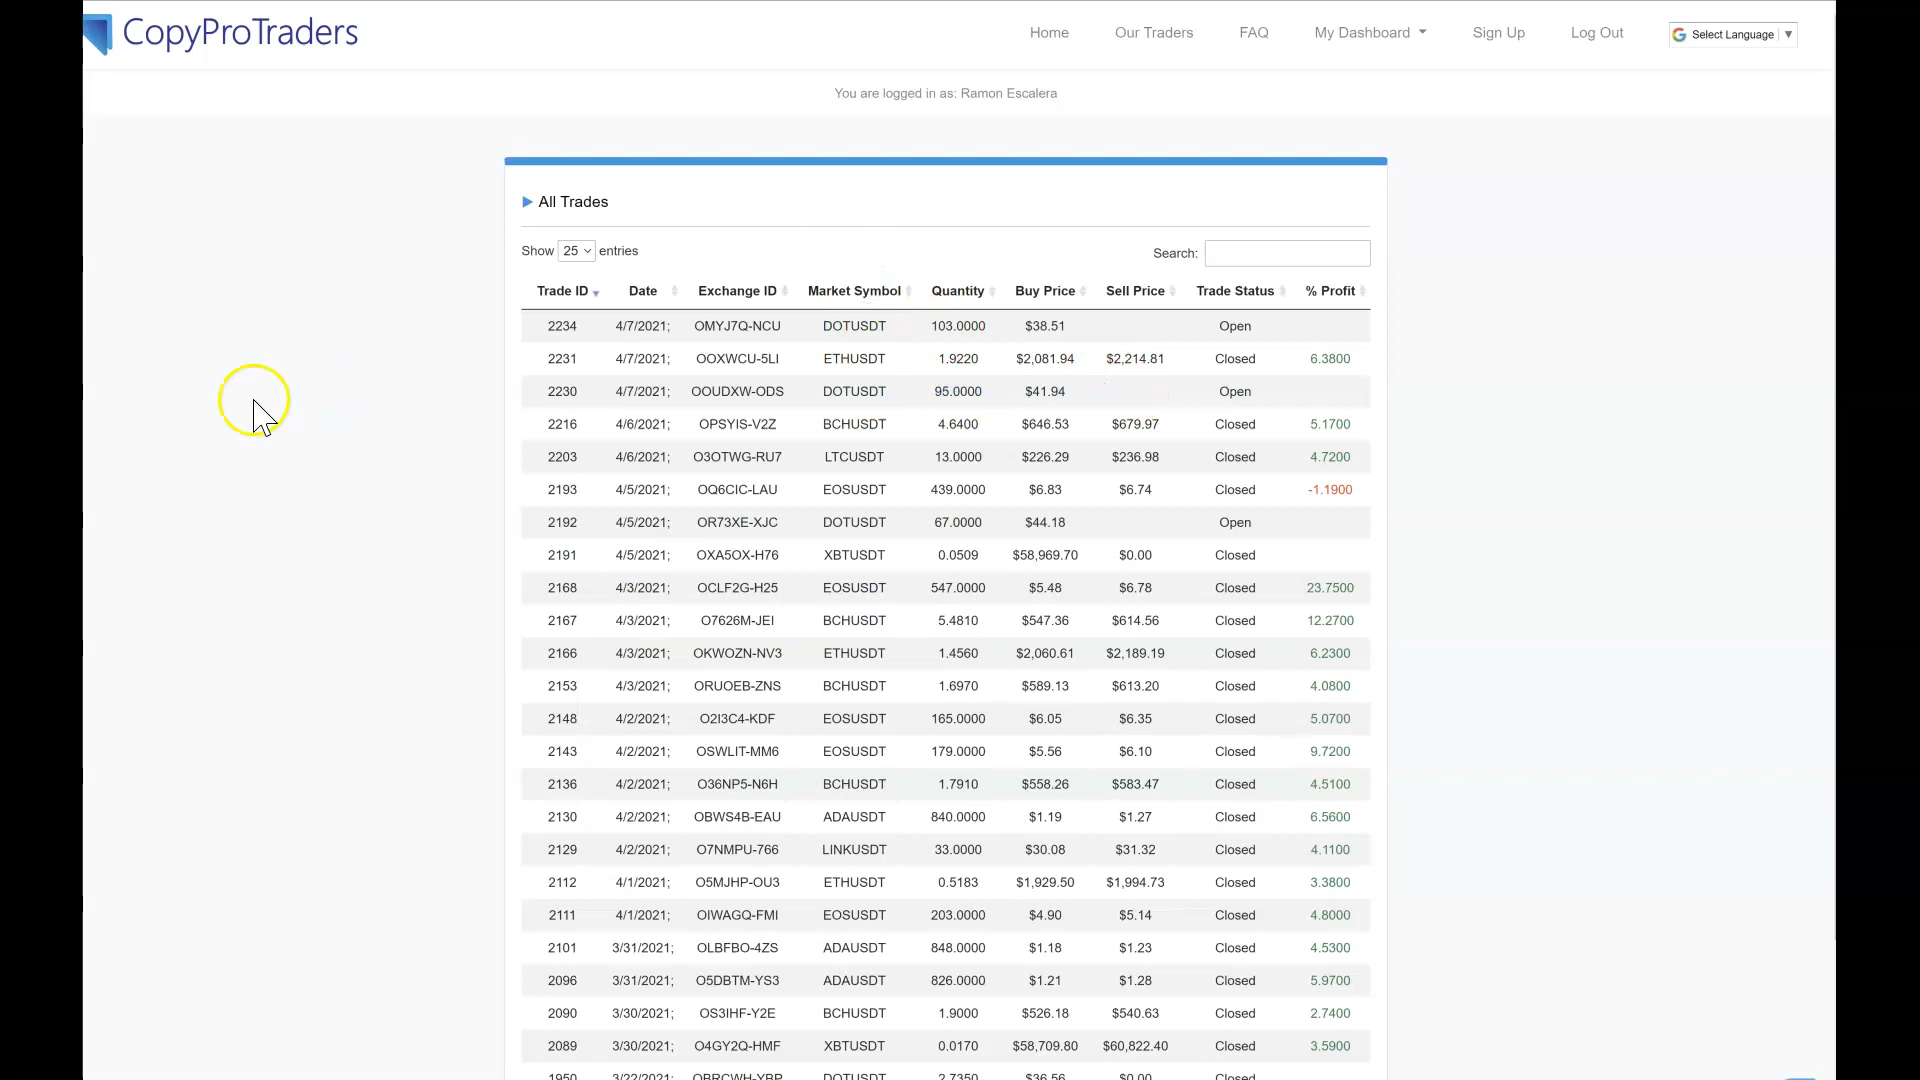 CopyProTraders
Home Our Traders FAQ My Dashboard Sign Up Log Out Select Language
You are logged in as: Ramon Escalera
All Trades
Show 25 entries Search:
Trade ID Date Exchange ID Market Symbol Quantity Buy Price Sell Price Trade Status % Profit
2234 4/7/2021; OMYJ7Q-NCU DOTUSDT 103.0000 $38.51 Open
2231 4/7/2021; OOXWCU-5LI ETHUSDT 1.9220 $2,081.94 $2,214.81 Closed 6.3800
2230 4/7/2021; OOUDXW-ODS DOTUSDT 95.0000 $41.94 Open
2216 4/6/2021; OPSYIS-V2Z BCHUSDT 4.6400 $646.53 $679.97 Closed 5.1700
2203 4/6/2021; O3OTWG-RU7 LTCUSDT 13.0000 $226.29 $236.98 Closed 4.7200
2193 4/5/2021; OQ6CIC-LAU EOSUSDT 439.0000 $6.83 $6.74 Closed -1.1900
2192 4/5/2021; OR73XE-XJC DOTUSDT 67.0000 $44.18 Open
2191 4/5/2021; OXA5OX-H76 XBTUSDT 0.0509 $58,969.70 $0.00 Closed
2168 4/3/2021; OCLF2G-H25 EOSUSDT 547.0000 $5.48 $6.78 Closed 23.7500
2167 4/3/2021; O7626M-JEI BCHUSDT 5.4810 $547.36 $614.56 Closed 12.2700
2166 4/3/2021; OKWOZN-NV3 ETHUSDT 1.4560 $2,060.61 $2,189.19 Closed 6.2300
2153 4/3/2021; ORUOEB-ZNS BCHUSDT 1.6970 $589.13 $613.20 Closed 4.0800
2148 4/2/2021; O2I3C4-KDF EOSUSDT 165.0000 $6.05 $6.35 Closed 5.0700
2143 4/2/2021; OSWLIT-MM6 EOSUSDT 179.0000 $5.56 $6.10 Closed 9.7200
2136 4/2/2021; O36NP5-N6H BCHUSDT 1.7910 $558.26 $583.47 Closed 4.5100
2130 4/2/2021; OBWS4B-EAU ADAUSDT 840.0000 $1.19 $1.27 Closed 6.5600
2129 4/2/2021; O7NMPU-766 LINKUSDT 33.0000 $30.08 $31.32 Closed 4.1100
2112 4/1/2021; O5MJHP-OU3 ETHUSDT 0.5183 $1,929.50 $1,994.73 Closed 3.3800
2111 4/1/2021; OIWAGQ-FMI EOSUSDT 203.0000 $4.90 $5.14 Closed 4.8000
2101 3/31/2021; OLBFBO-4ZS ADAUSDT 848.0000 $1.18 $1.23 Closed 4.5300
2096 3/31/2021; O5DBTM-YS3 ADAUSDT 826.0000 $1.21 $1.28 Closed 5.9700
2090 3/30/2021; OS3IHF-Y2E BCHUSDT 1.9000 $526.18 $540.63 Closed 2.7400
2089 3/30/2021; O4GY2Q-HMF XBTUSDT 0.0170 $58,709.80 $60,822.40 Closed 3.5900
1950 3/22/2021; DOTUSDT 2.7350 $36.56 $0.00 Closed